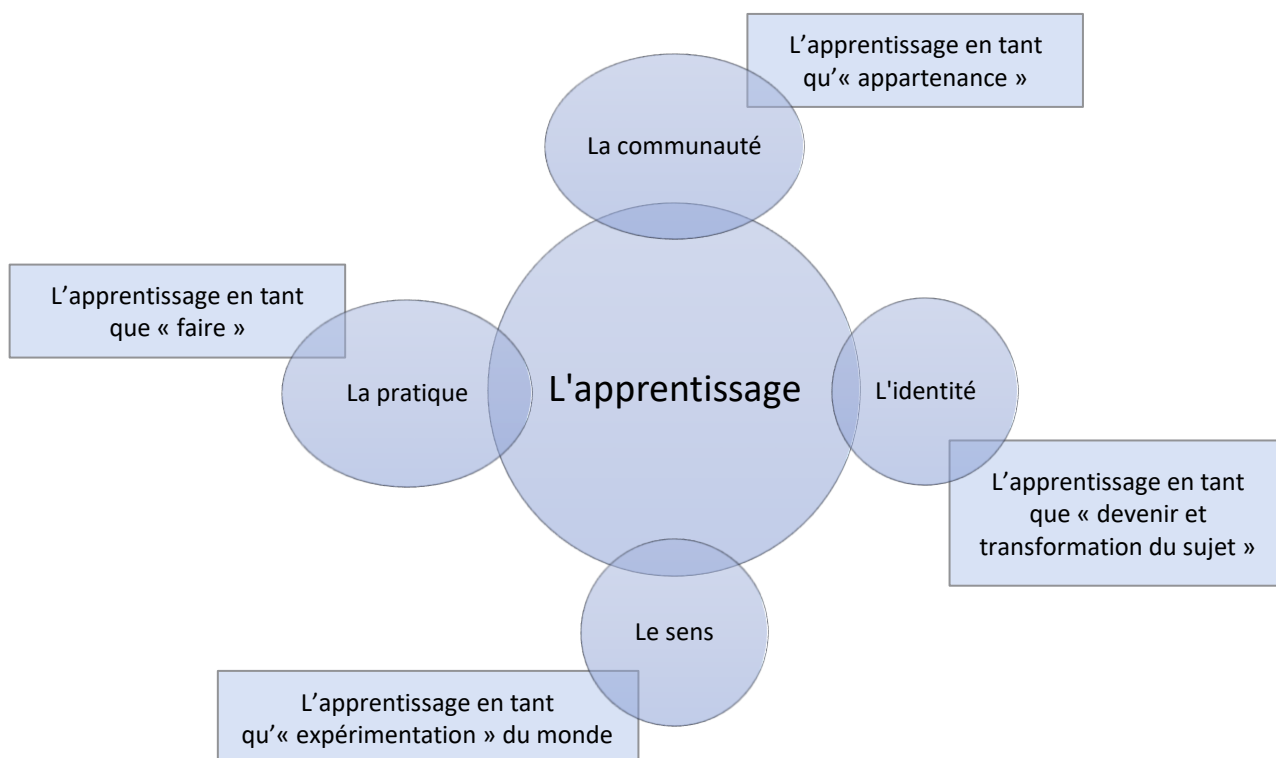 L’apprentissage en tant
qu’« appartenance »
La communauté
L’apprentissage en tant
que « faire »
La pratique
L'apprentissage
L'identité
L’apprentissage en tant
que « devenir et
transformation du sujet »
Le sens
L’apprentissage en tant
qu’« expérimentation » du monde